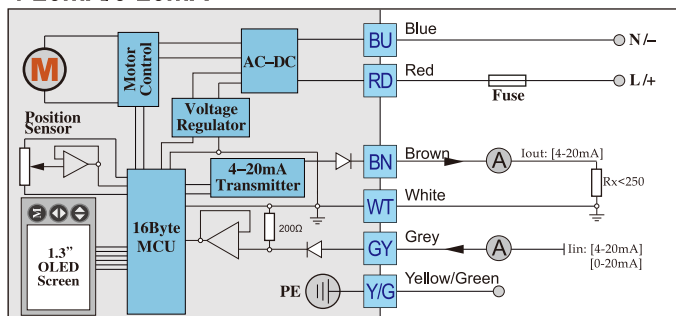 M
Motor
Control
AC–DC
BU
Blue
N/–
RD
Red
Fuse
L/+
Position
Sensor
Voltage
Regulator
4–20mA
Transmitter
BN
Brown
A
Iout: [4-20mA]
Rx<250
16Byte
MCU
WT
White
M
1.3”
OLED
Screen
200Ω
GY
Grey
A
Iin: [4-20mA]
[0-20mA]
PE
Y/G
Yellow/Green